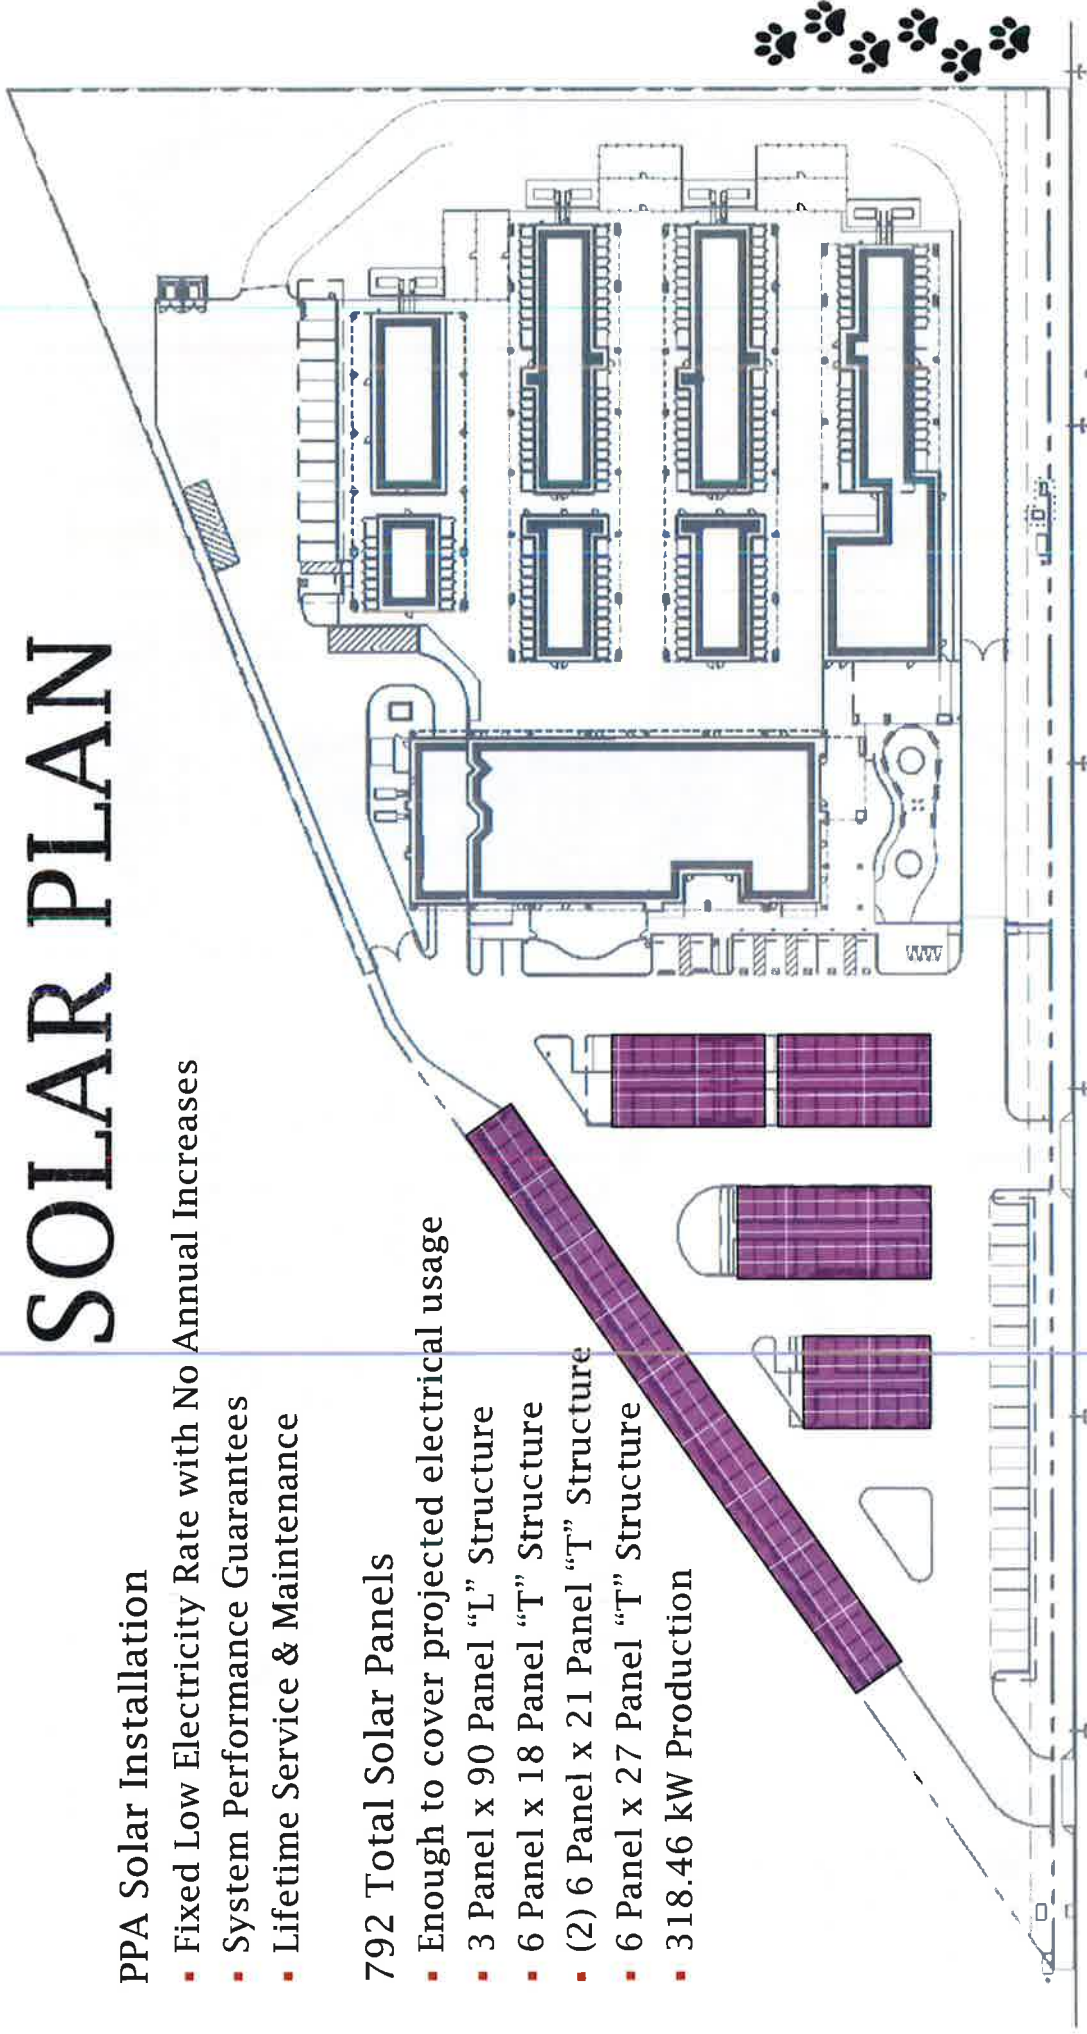 SOLAR PLAN
PPA Solar Installation
▪ Fixed Low Electricity Rate with No Annual Increases
▪ System Performance Guarantees
▪ Lifetime Service & Maintenance
792 Total Solar Panels
▪ Enough to cover projected electrical usage
▪ 3 Panel x 90 Panel “L” Structure
▪ 6 Panel x 18 Panel “T” Structure
▪ (2) 6 Panel x 21 Panel “T” Structure
▪ 6 Panel x 27 Panel “T” Structure
▪ 318.46 kW Production